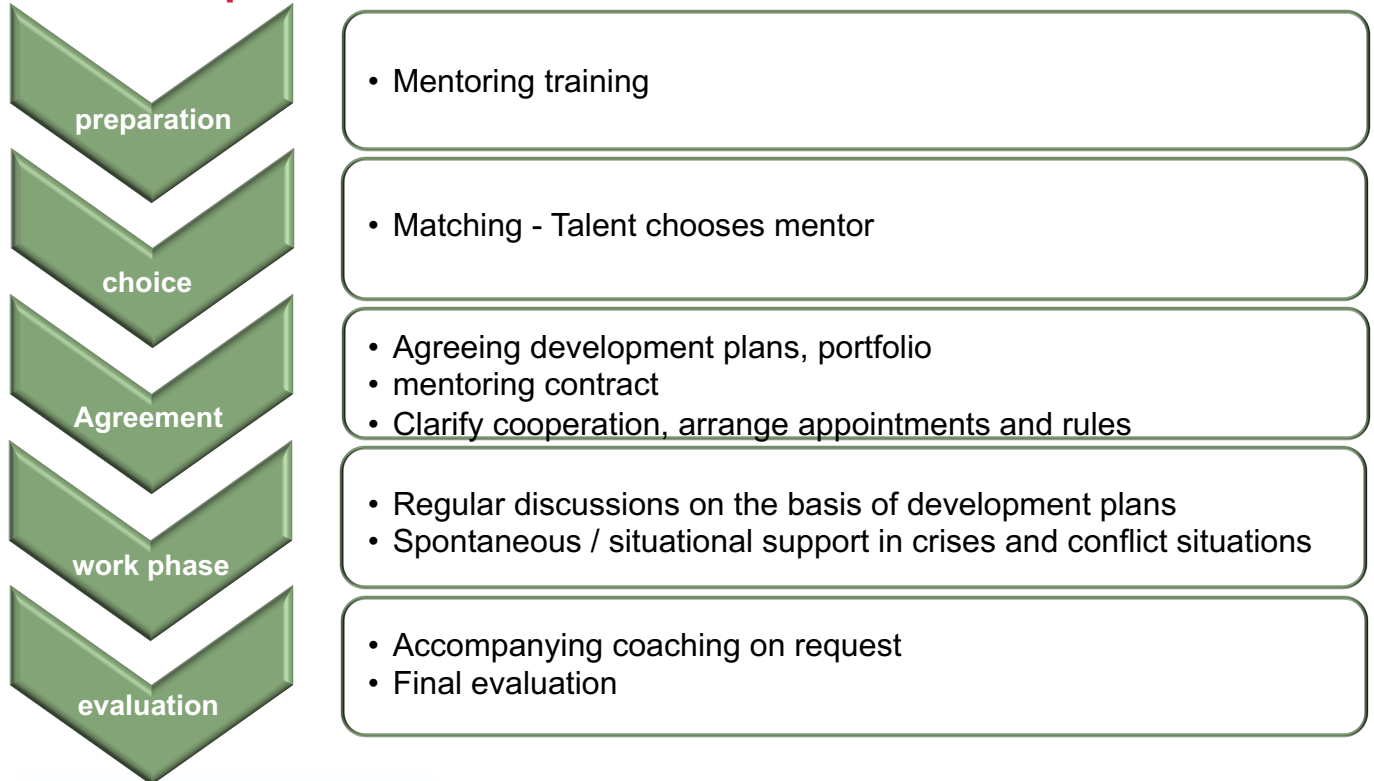 preparation
• Mentoring training
choice
• Matching - Talent chooses mentor
Agreement
• Agreeing development plans, portfolio
• mentoring contract
• Clarify cooperation, arrange appointments and rules
work phase
• Regular discussions on the basis of development plans
• Spontaneous / situational support in crises and conflict situations
evaluation
• Accompanying coaching on request
• Final evaluation